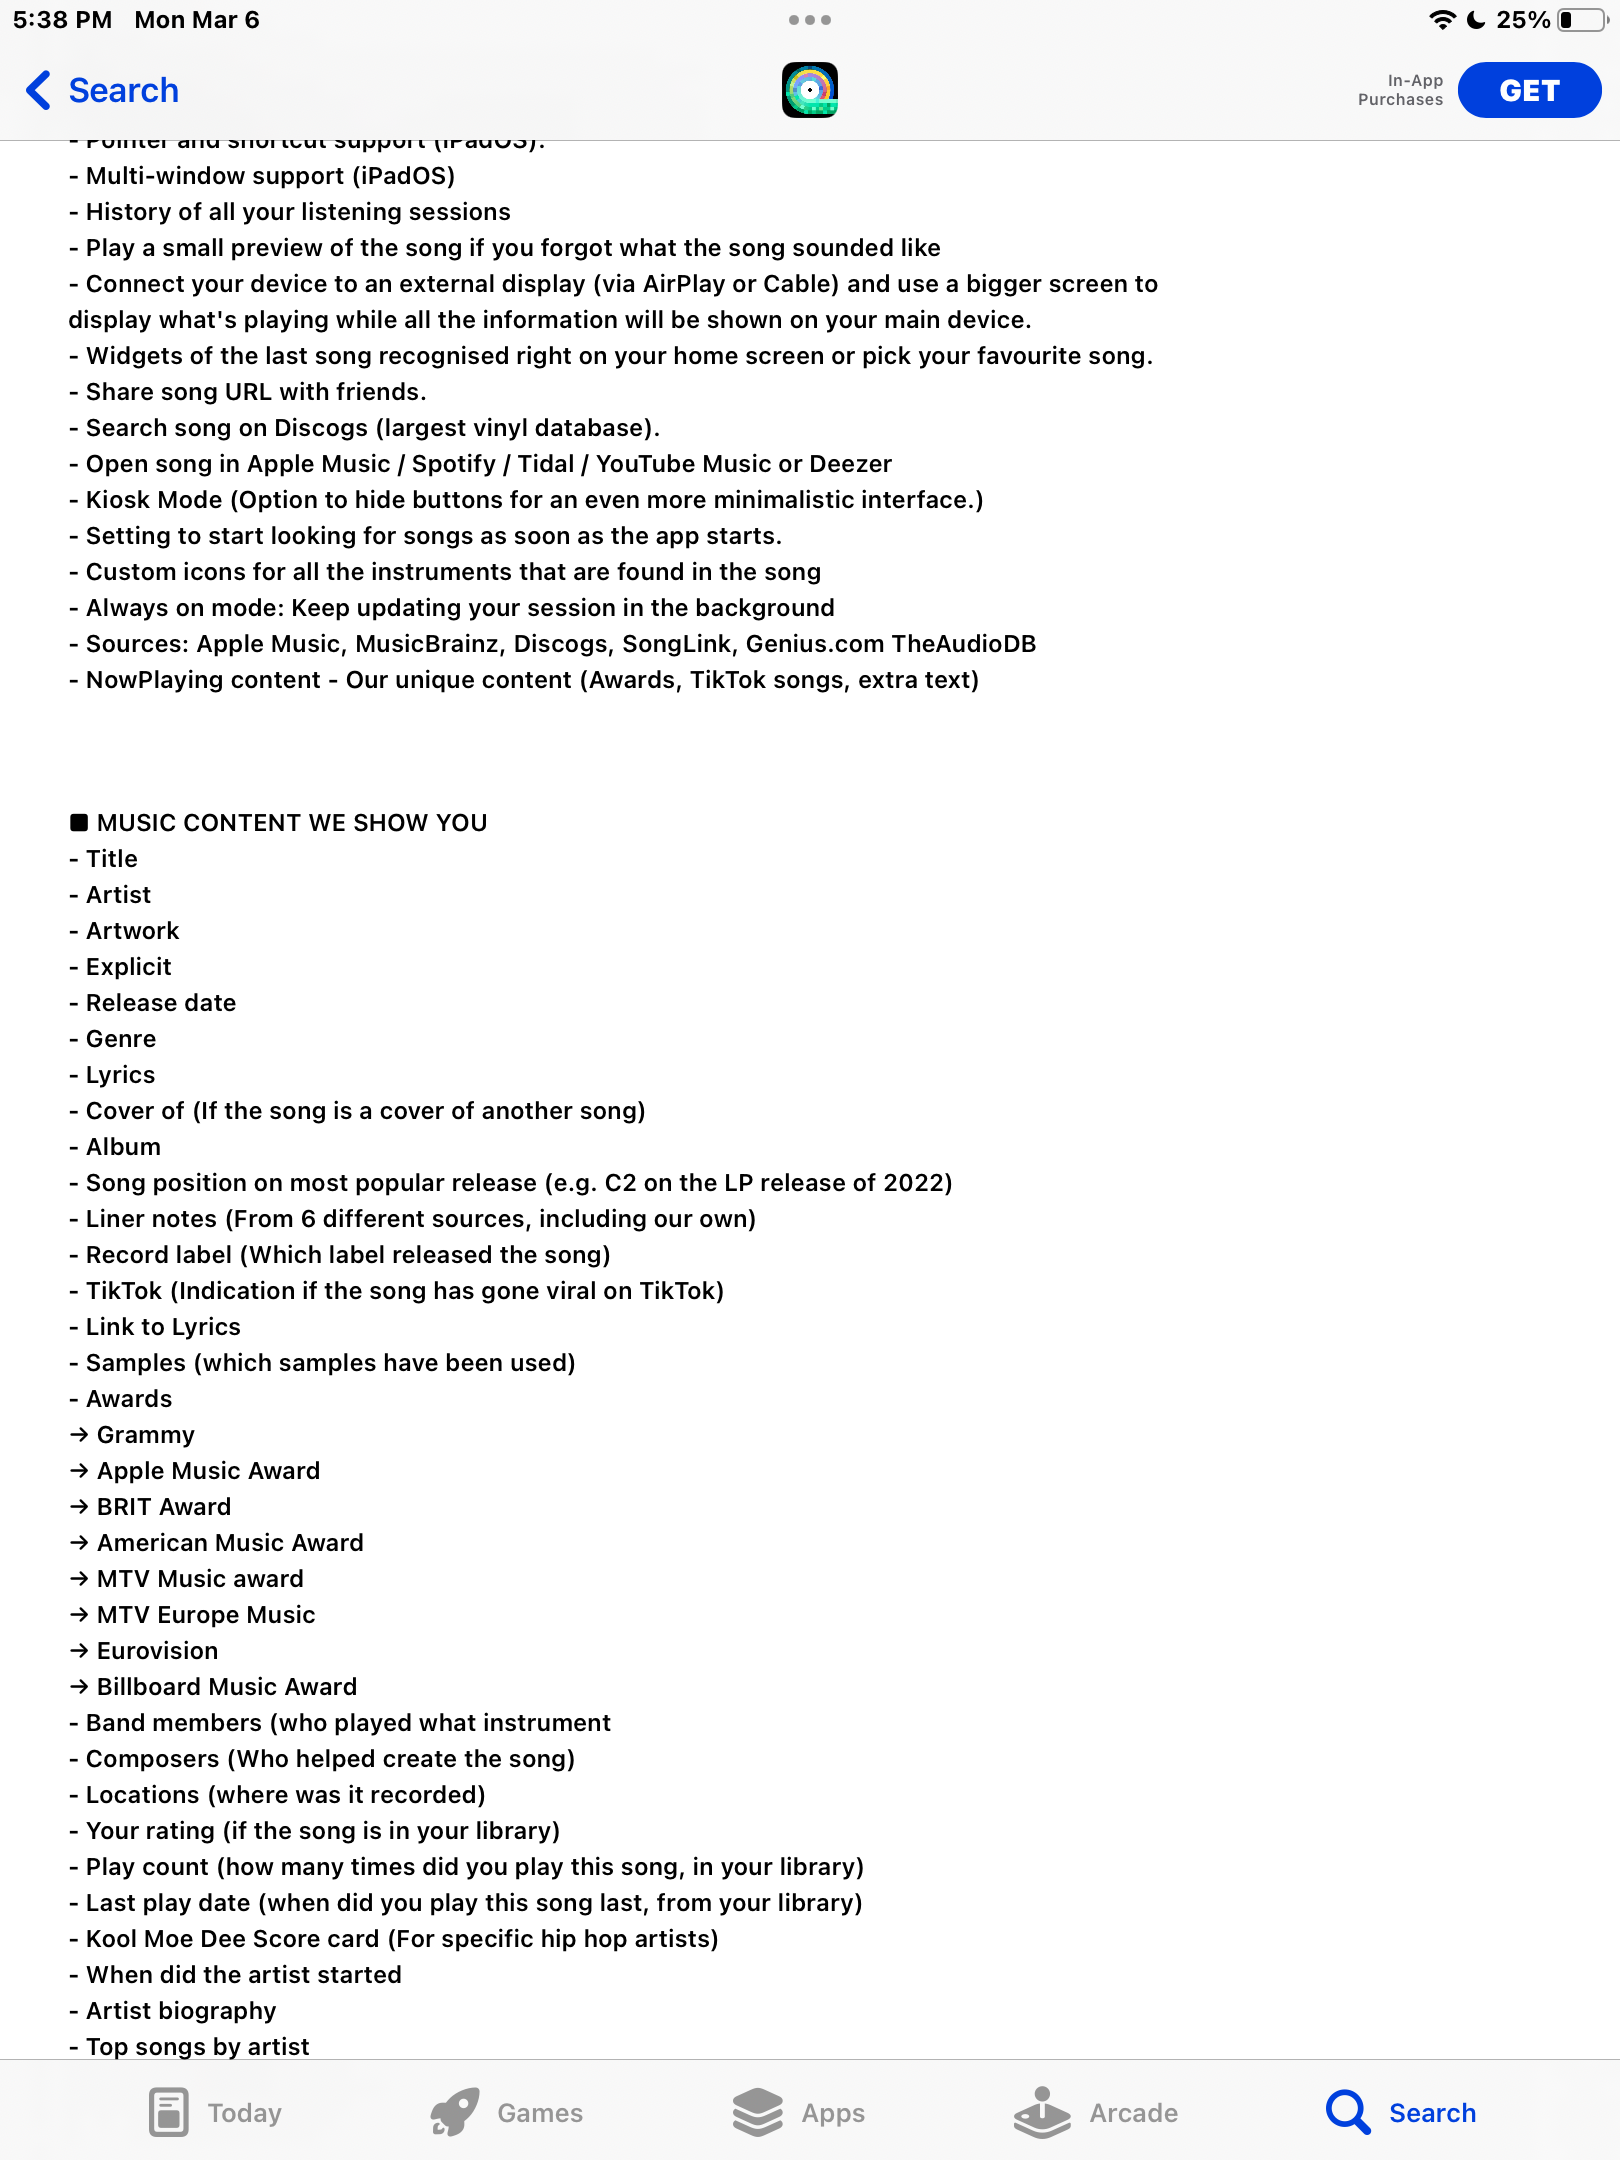 5:38 PM Mon Mar 6
25%
Search
In-App
Purchases
GET
- Pointer and shortcut support (iPadOS).
- Multi-window support (iPadOS)
- History of all your listening sessions
- Play a small preview of the song if you forgot what the song sounded like
- Connect your device to an external display (via AirPlay or Cable) and use a bigger screen to
display what's playing while all the information will be shown on your main device.
- Widgets of the last song recognised right on your home screen or pick your favourite song.
- Share song URL with friends.
- Search song on Discogs (largest vinyl database).
- Open song in Apple Music / Spotify / Tidal / YouTube Music or Deezer
- Kiosk Mode (Option to hide buttons for an even more minimalistic interface.)
- Setting to start looking for songs as soon as the app starts.
- Custom icons for all the instruments that are found in the song
- Always on mode: Keep updating your session in the background
- Sources: Apple Music, MusicBrainz, Discogs, SongLink, Genius.com TheAudioDB
- NowPlaying content - Our unique content (Awards, TikTok songs, extra text)
■ MUSIC CONTENT WE SHOW YOU
- Title
- Artist
- Artwork
- Explicit
- Release date
- Genre
- Lyrics
- Cover of (If the song is a cover of another song)
- Album
- Song position on most popular release (e.g. C2 on the LP release of 2022)
- Liner notes (From 6 different sources, including our own)
- Record label (Which label released the song)
- TikTok (Indication if the song has gone viral on TikTok)
- Link to Lyrics
- Samples (which samples have been used)
- Awards
→ Grammy
→ Apple Music Award
→ BRIT Award
→ American Music Award
→ MTV Music award
→ MTV Europe Music
→ Eurovision
→ Billboard Music Award
- Band members (who played what instrument
- Composers (Who helped create the song)
- Locations (where was it recorded)
- Your rating (if the song is in your library)
- Play count (how many times did you play this song, in your library)
- Last play date (when did you play this song last, from your library)
- Kool Moe Dee Score card (For specific hip hop artists)
- When did the artist started
- Artist biography
- Top songs by artist
Today
Games
Apps
Arcade
Search